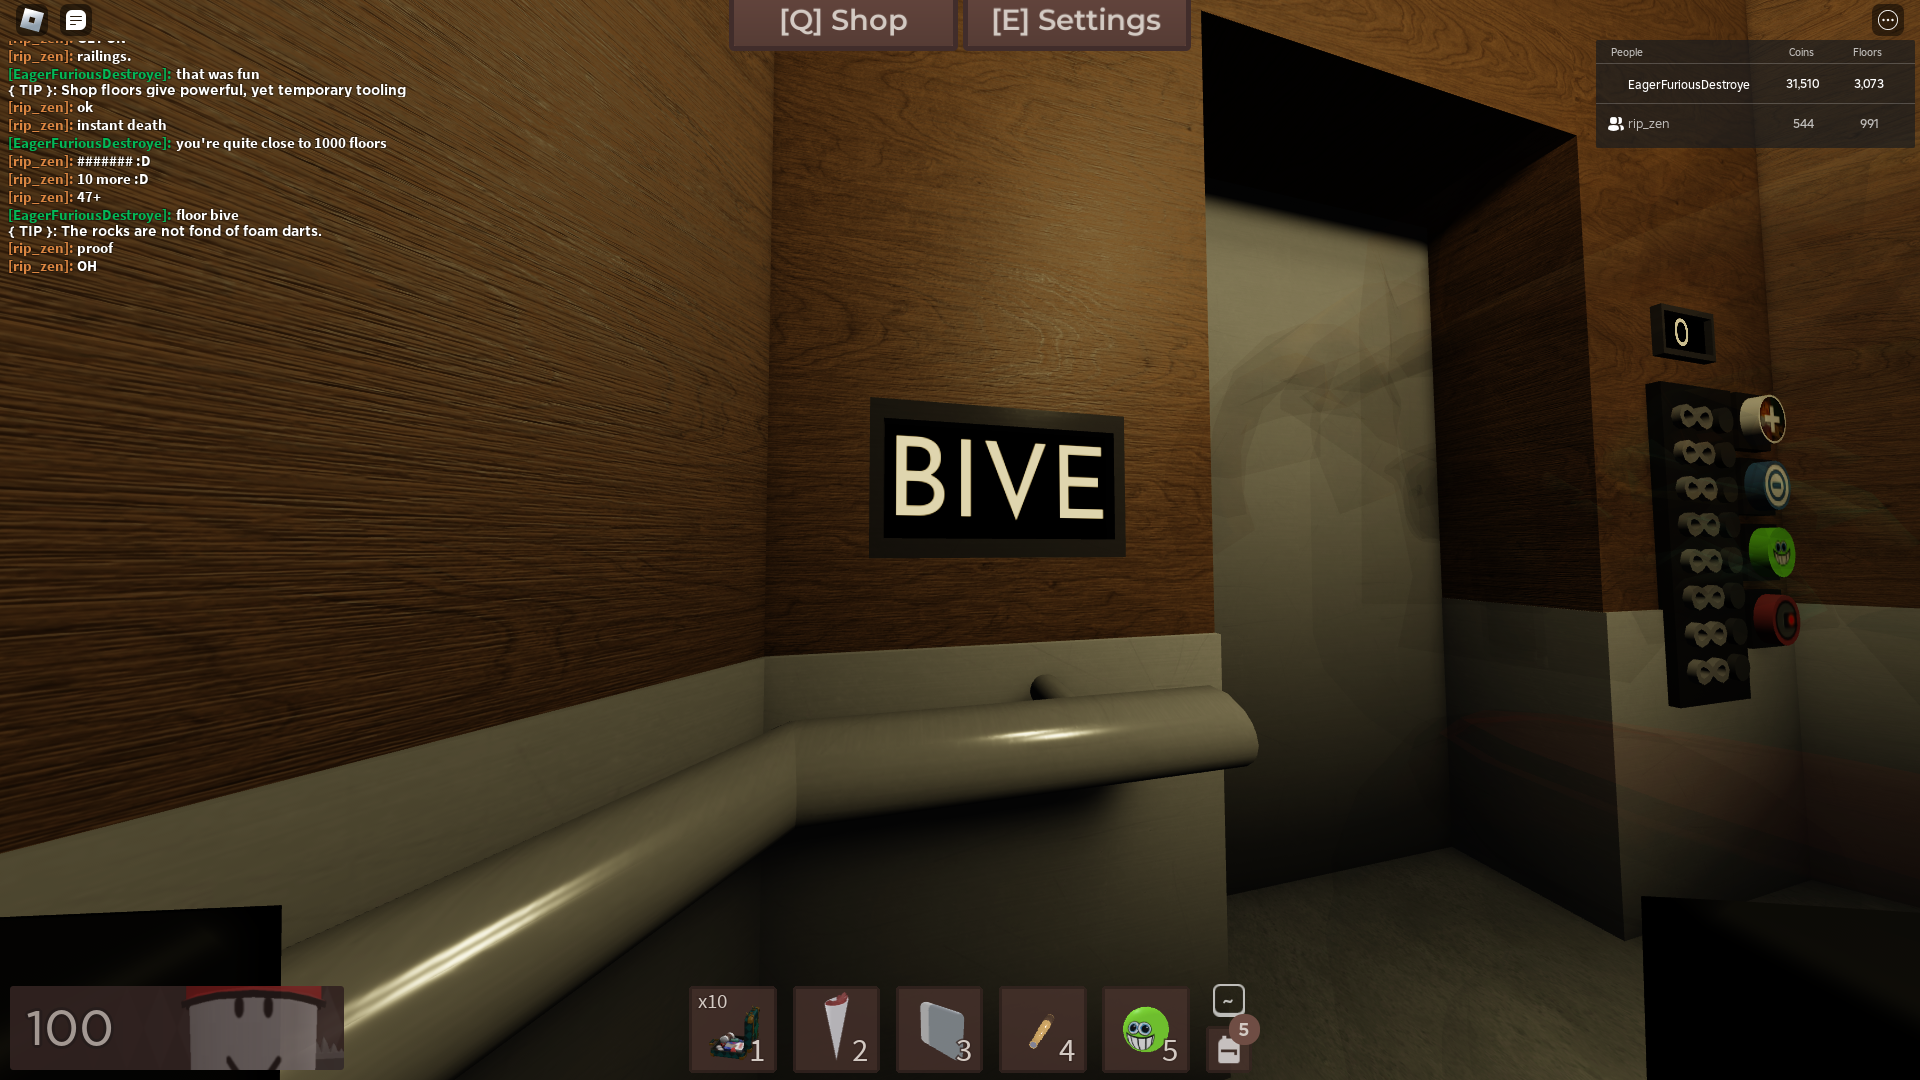 [Q] Shop
[E] Settings
[rip_zen]: railings.
[EagerFuriousDestroye]: that was fun
{ TIP }: Shop floors give powerful, yet temporary tooling
[rip_zen]: ok
[rip_zen]: instant death
[EagerFuriousDestroye]: you're quite close to 1000 floors
[rip_zen]: ####### :D
[rip_zen]: 10 more :D
[rip_zen]: 47+
[EagerFuriousDestroye]: floor bive
{ TIP }: The rocks are not fond of foam darts.
[rip_zen]: proof
[rip_zen]: OH
People Coins Floors
EagerFuriousDestroye 31,510 3,073
rip_zen 544 991
0
BIVE
100
x10
1
2
3
4
5
~
5